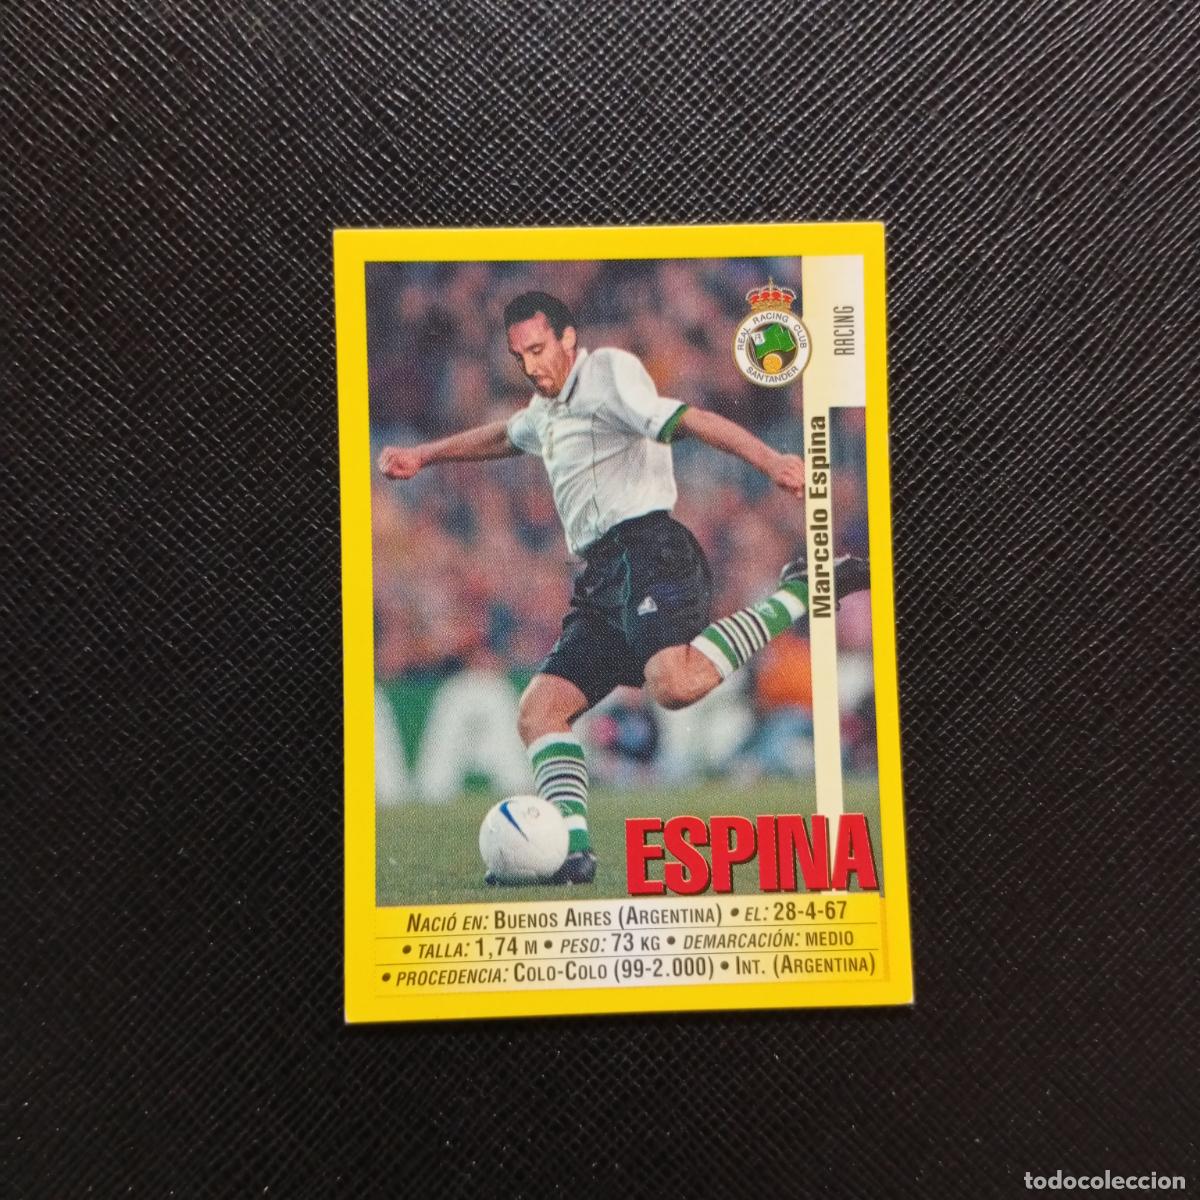 REAL RACING CLUB
SANTANDER
RACING
Marcelo Espina
ESPINA
NACIÓ EN: BUENOS AIRES (ARGENTINA) • EL: 28-4-67
• TALLA: 1,74 M • PESO: 73 KG • DEMARCACIÓN: MEDIO
• PROCEDENCIA: COLO-COLO (99-2.000) • INT. (ARGENTINA)
todocoleccion